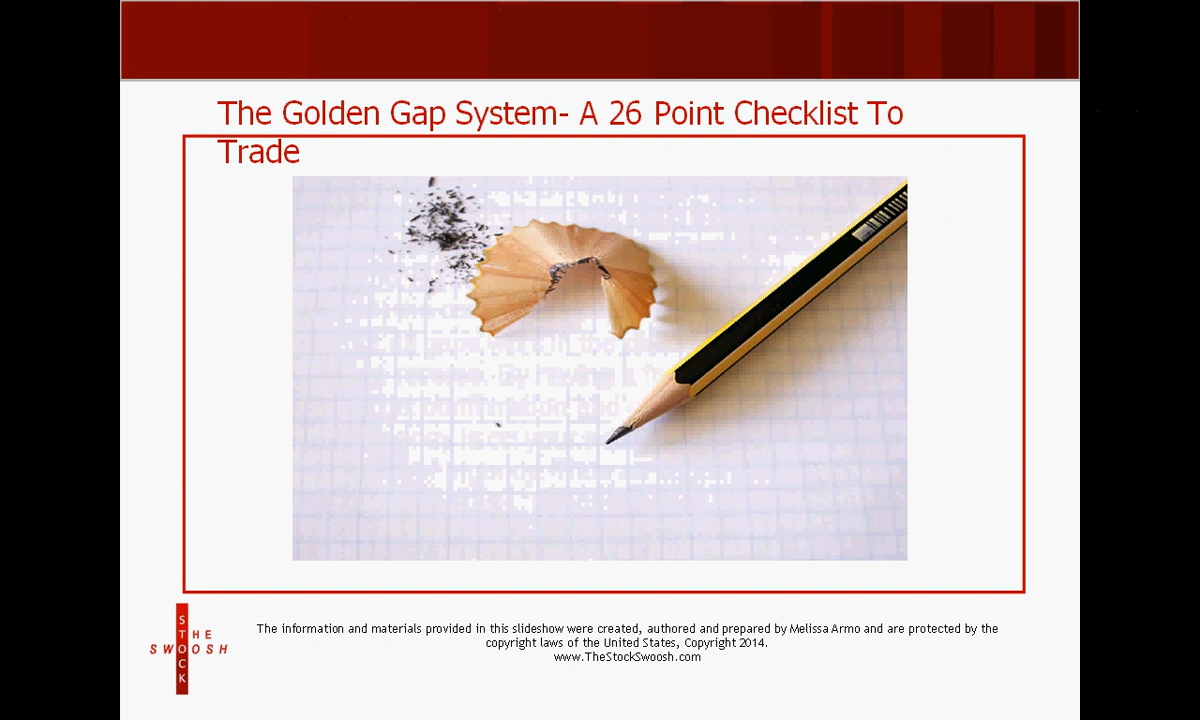 The Golden Gap System- A 26 Point Checklist To
Trade
STOCK
THE
SWOOSH
The information and materials provided in this slideshow were created, authored and prepared by Melissa Armo and are protected by the
copyright laws of the United States, Copyright 2014.
www.TheStockSwoosh.com